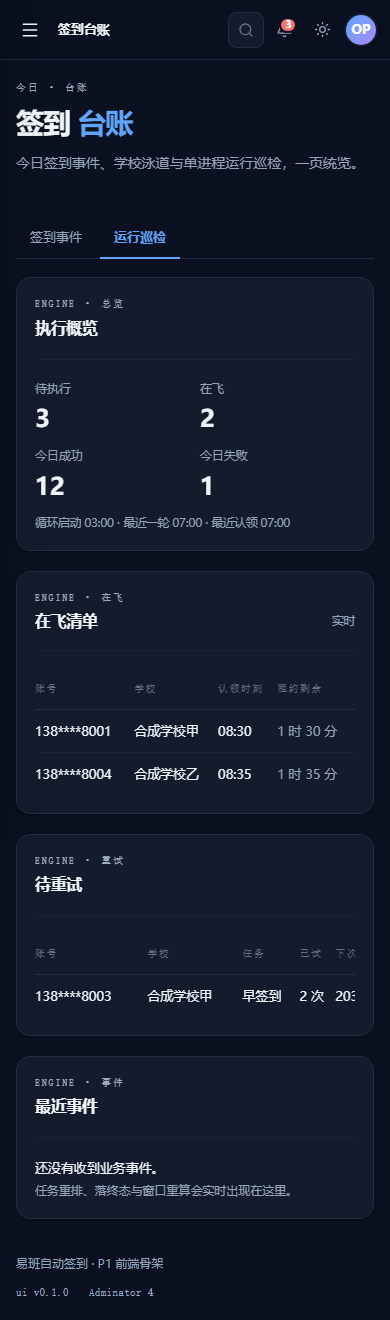 签到台账
3
OP
今日 • 台账
签到 台账
今日签到事件、学校泳道与单进程运行巡检，一页统览。
签到事件 运行巡检
ENGINE • 总览
执行概览
待执行 在飞
3 2
今日成功 今日失败
12 1
循环启动 03:00 · 最近一轮 07:00 · 最近认领 07:00
ENGINE • 在飞
在飞清单 实时
账号 学校 认领时刻 租约剩余
138****8001 合成学校甲 08:30 1 时 30 分
138****8004 合成学校乙 08:35 1 时 35 分
ENGINE • 重试
待重试
账号 学校 任务 已试 下次
138****8003 合成学校甲 早签到 2 次 203
ENGINE • 事件
最近事件
还没有收到业务事件。
任务重排、落终态与窗口重算会实时出现在这里。
易班自动签到 · P1 前端骨架
ui v0.1.0 Adminator 4